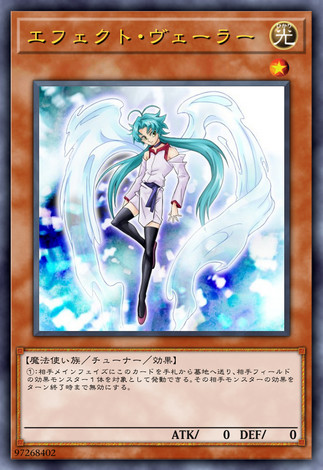 エフェクト・ヴェーラー
光
【魔法使い族／チューナー／効果】
①：相手メインフェイズにこのカードを手札から墓地へ送り、相手フィールド
の効果モンスター１体を対象として発動できる。その相手モンスターの効果を
ターン終了時まで無効にする。
ATK/ 0 DEF/ 0
97268402